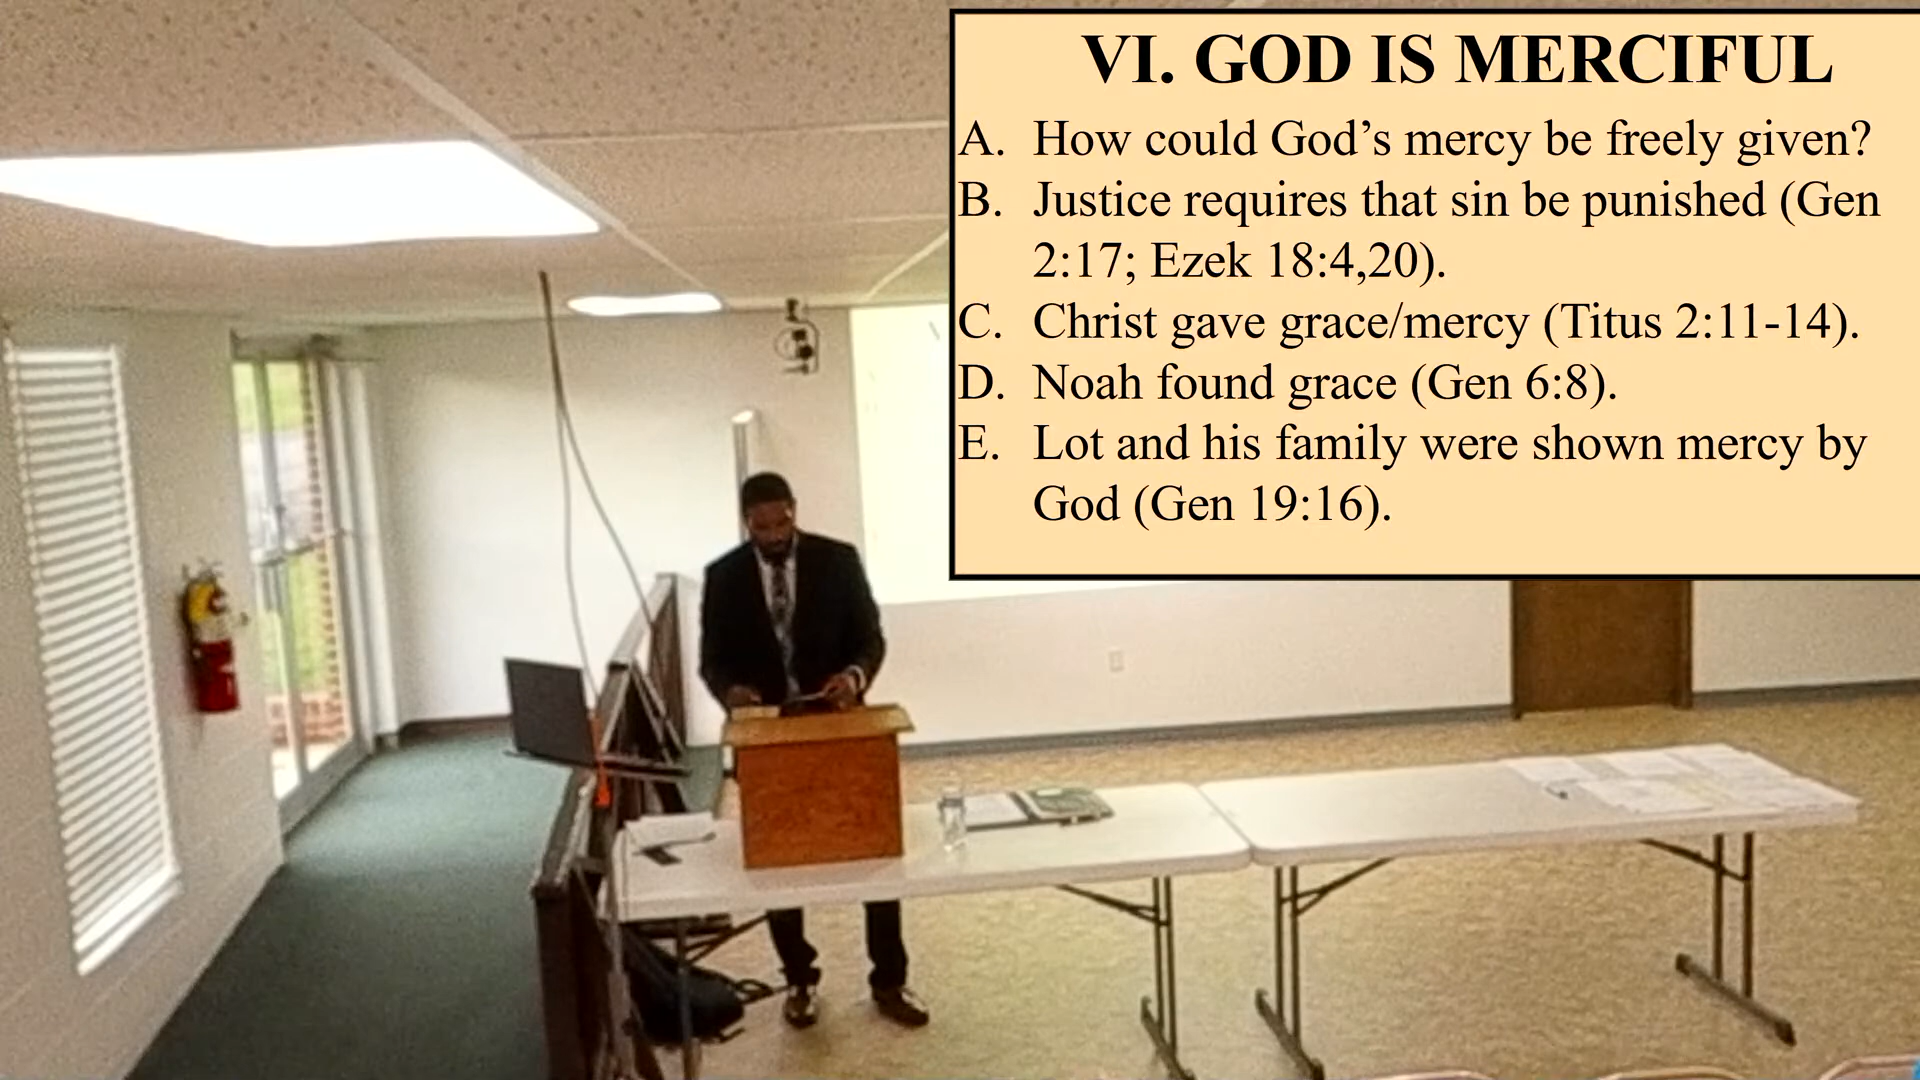 VI. GOD IS MERCIFUL
A. How could God’s mercy be freely given?
B. Justice requires that sin be punished (Gen
2:17; Ezek 18:4,20).
C. Christ gave grace/mercy (Titus 2:11-14).
D. Noah found grace (Gen 6:8).
E. Lot and his family were shown mercy by
God (Gen 19:16).